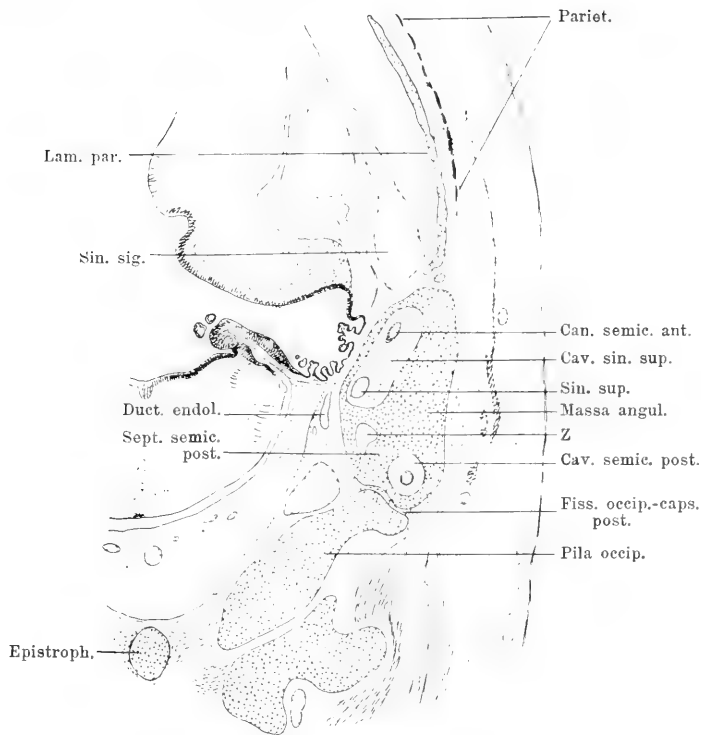 Pariet.
Lam. par.
Sin. sig.
Can. semic. ant.
Cav. sin. sup.
Sin. sup.
Duct. endol.
Massa angul.
Sept. semic.
post.
Z
Cav. semic. post.
Fiss. occip.-caps.
post.
Pila occip.
Epistroph.